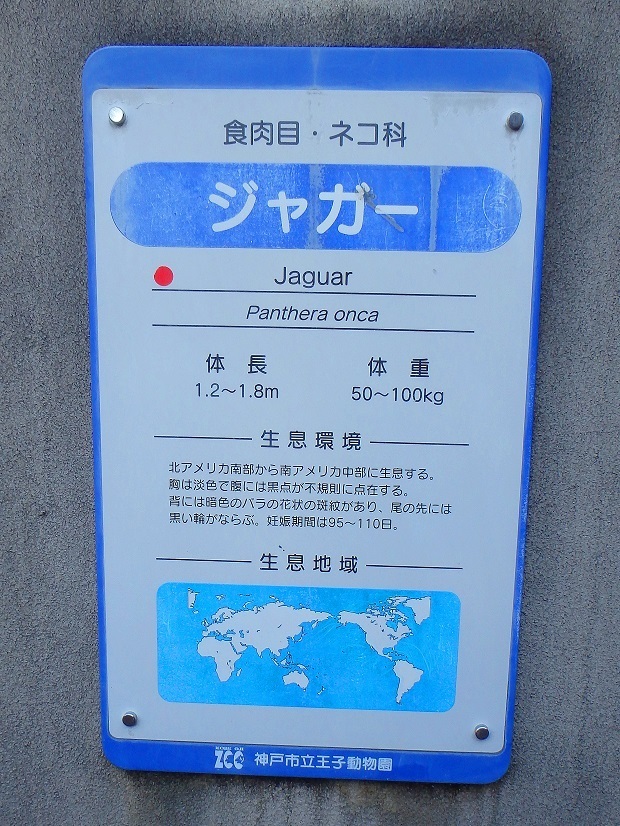 食肉目・ネコ科
ジャガー
Jaguar
Panthera onca
体長 体重
1.2～1.8m 50～100kg
生息環境
北アメリカ南部から南アメリカ中部に生息する。
胸は淡色で腹には黒点が不規則に点在する。
背には暗色のバラの花状の斑紋があり、尾の先には
黒い輪がならぶ。妊娠期間は95～110日。
生息地域
ZOO 神戸市立王子動物園